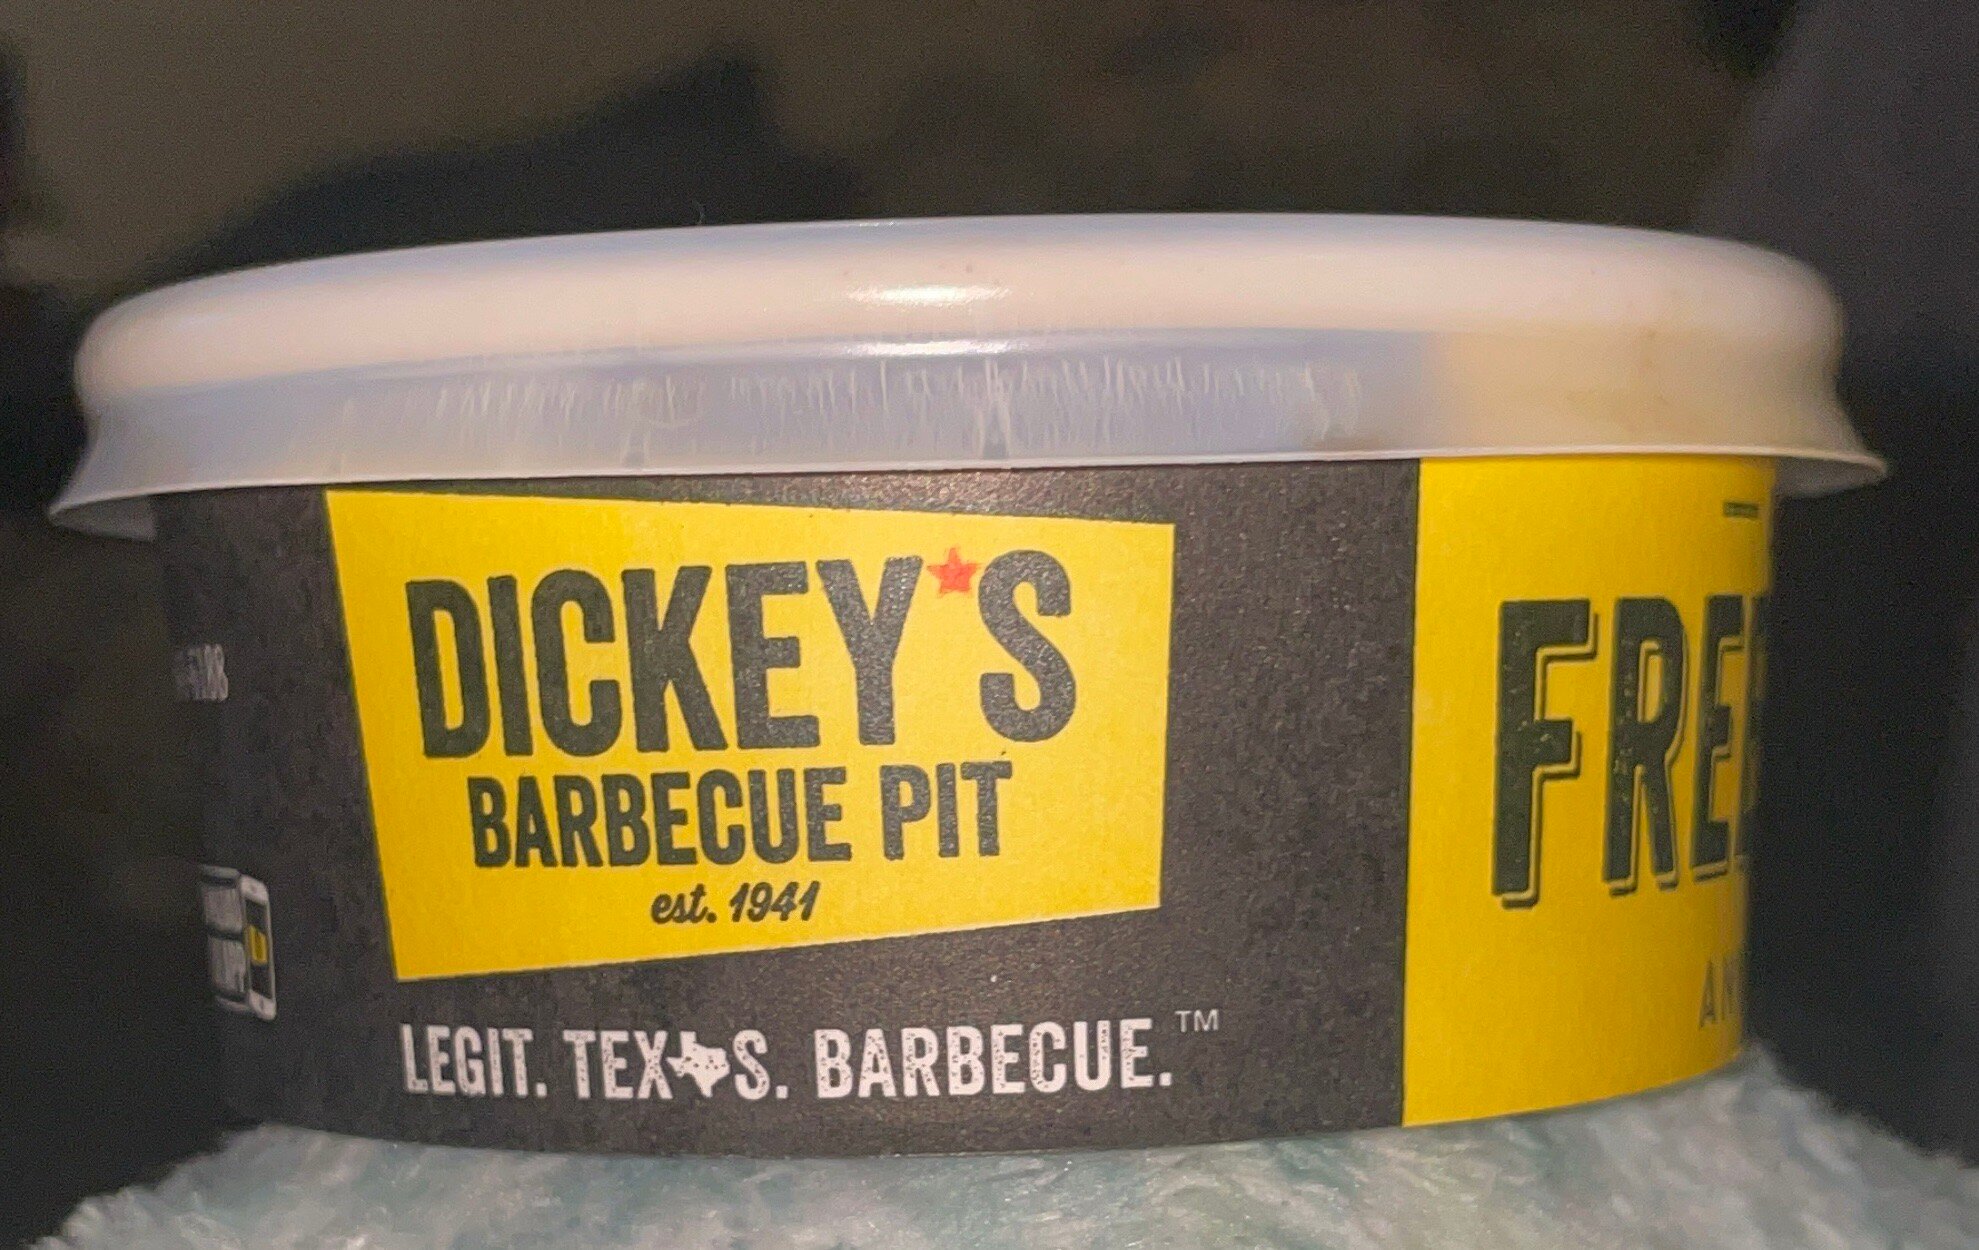 DICKEY'S
BARBECUE PIT
est. 1941
LEGIT. TEXAS. BARBECUE.™